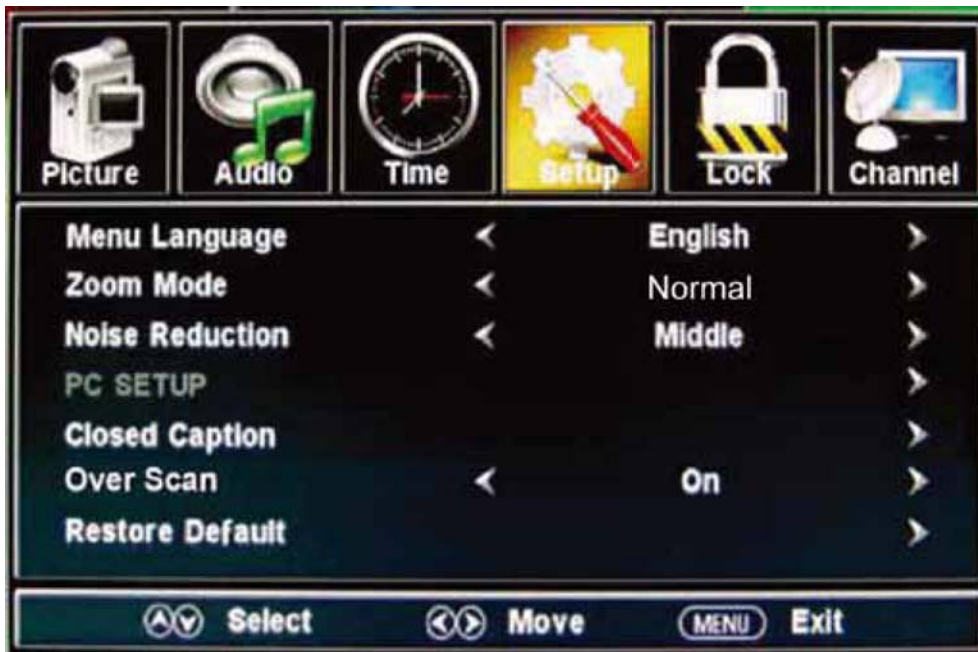 Picture Audio Time Setup Lock Channel
Menu Language English
Zoom Mode Normal
Noise Reduction Middle
PC SETUP
Closed Caption
Over Scan On
Restore Default
Select Move MENU Exit